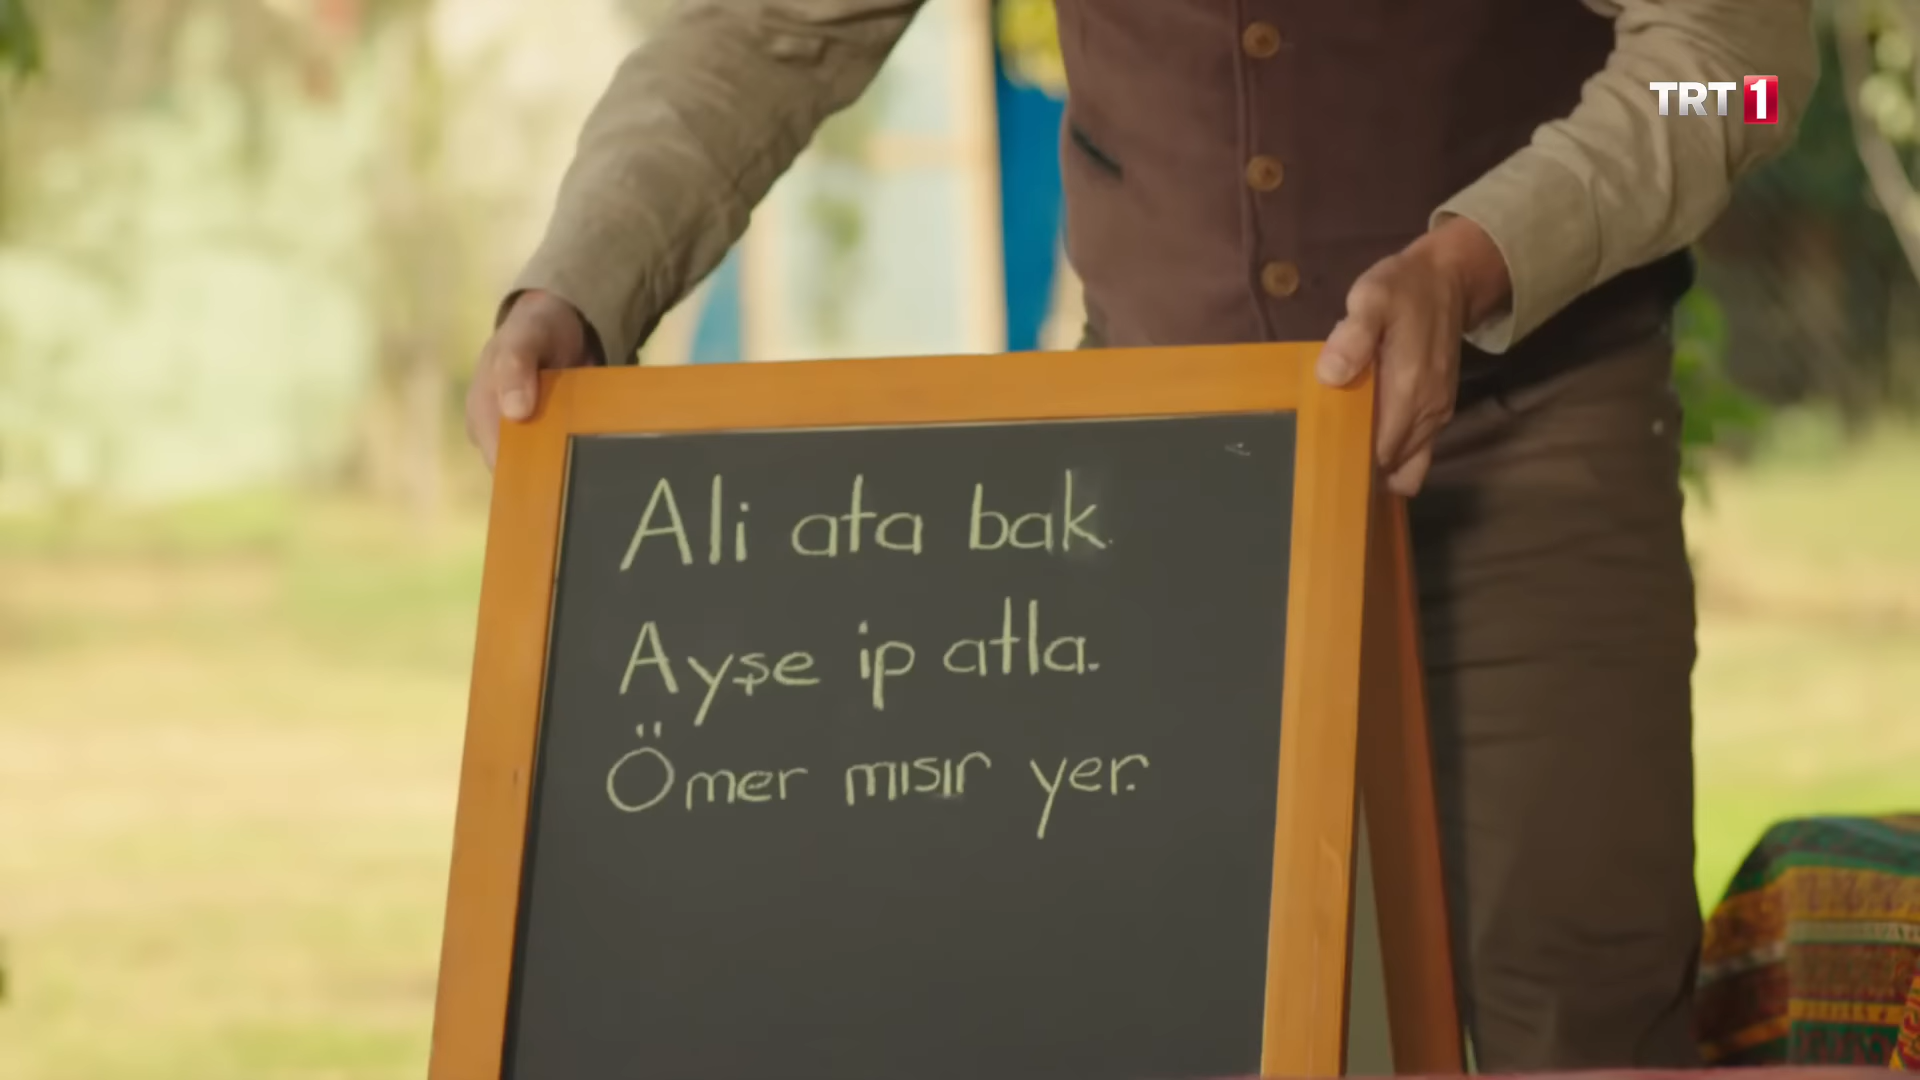 TRT 1
Ali ata bak.
Ayşe ip atla.
Ömer mısır yer.